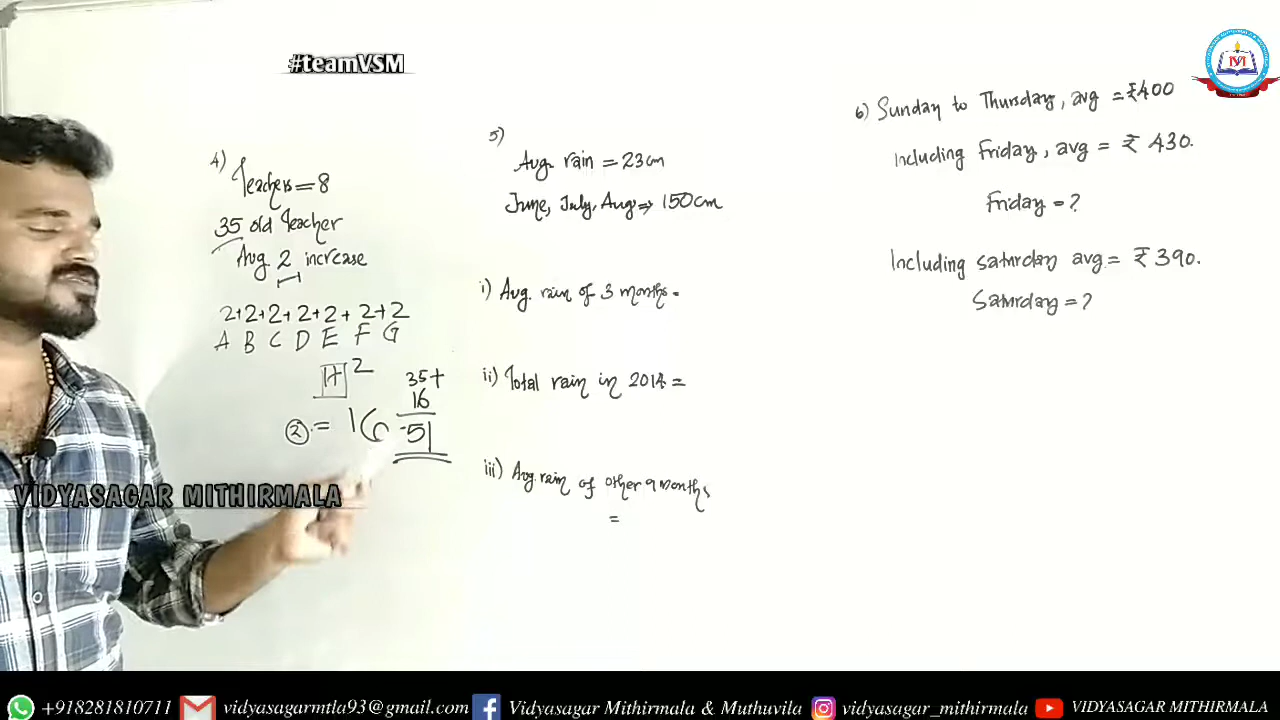 #teamVSM
4)
Teachers = 8
35 old Teacher
Avg 2 increase
2+2+2+2+2+2+2
A B C D E F G
H 2
35+
16
② = 16
51
5)
Avg. rain = 23cm
June, July, Aug ⇒ 150cm
i) Avg. rain of 3 months =
ii) Total rain in 2014 =
iii) Avg. rain of other 9 months
=
6) Sunday to Thursday, avg = ₹400
Including Friday, avg = ₹ 430.
Friday = ?
Including Saturday avg = ₹ 390.
Saturday = ?
VIDYASAGAR MITHIRMALA
+918281810711 vidyasagarmtla93@gmail.com Vidyasagar Mithirmala & Muthuvila vidyasagar_mithirmala VIDYASAGAR MITHIRMALA